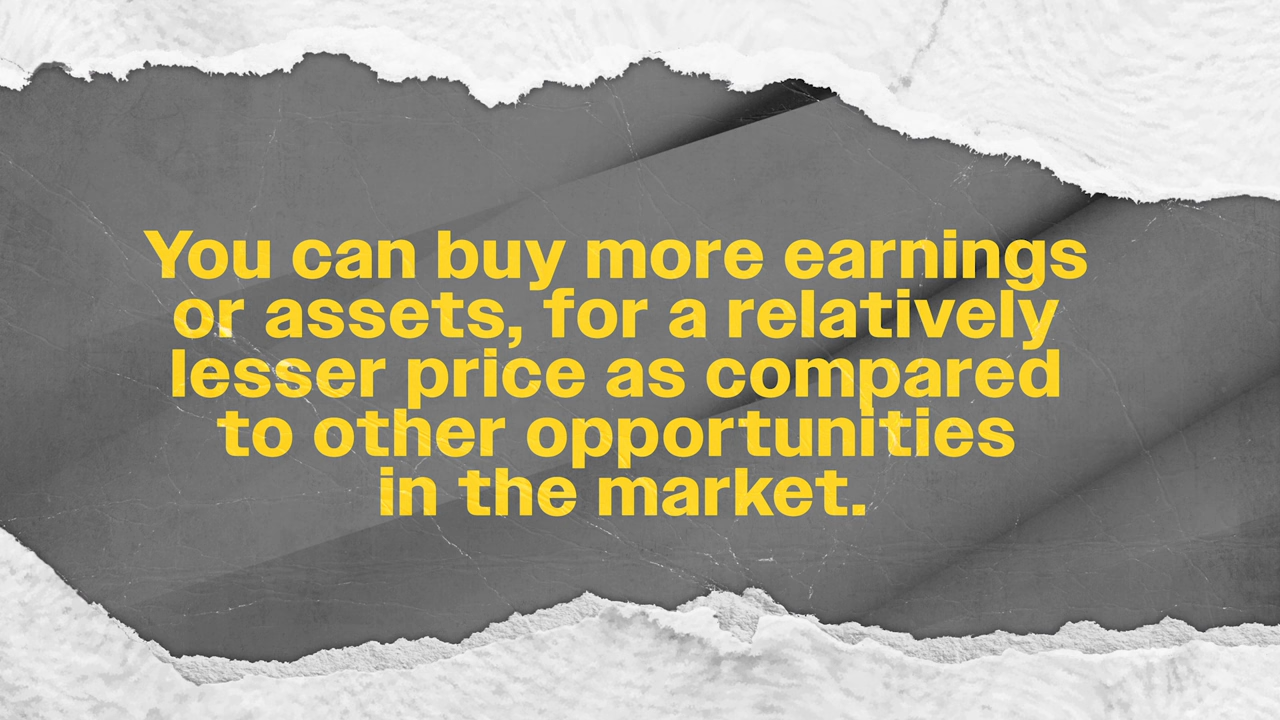 You can buy more earnings
or assets, for a relatively
lesser price as compared
to other opportunities
in the market.